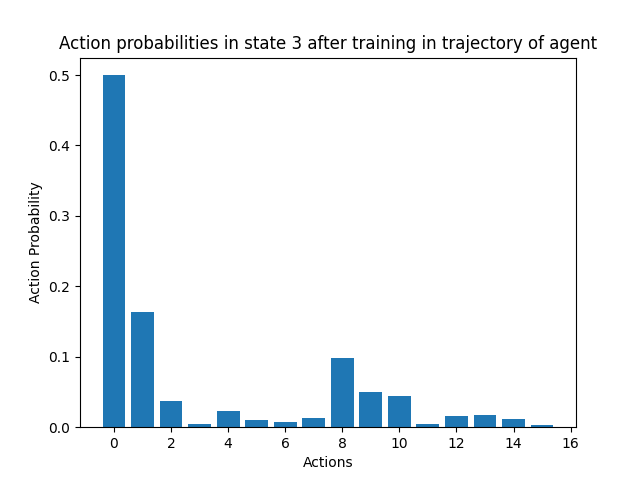 Action probabilities in state 3 after training in trajectory of agent
0.5
0.4
0.3
0.2
0.1
0.0
Action Probability
0 2 4 6 8 10 12 14 16
Actions